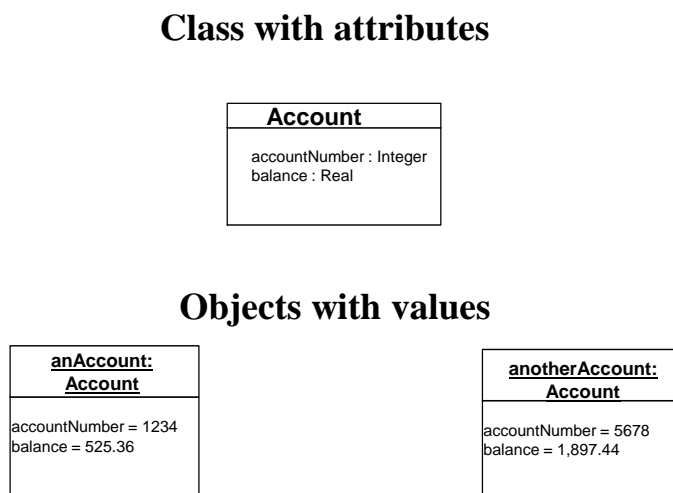 Class with attributes
Account
accountNumber : Integer
balance : Real
Objects with values
anAccount:
Account
accountNumber = 1234
balance = 525.36
anotherAccount:
Account
accountNumber = 5678
balance = 1,897.44